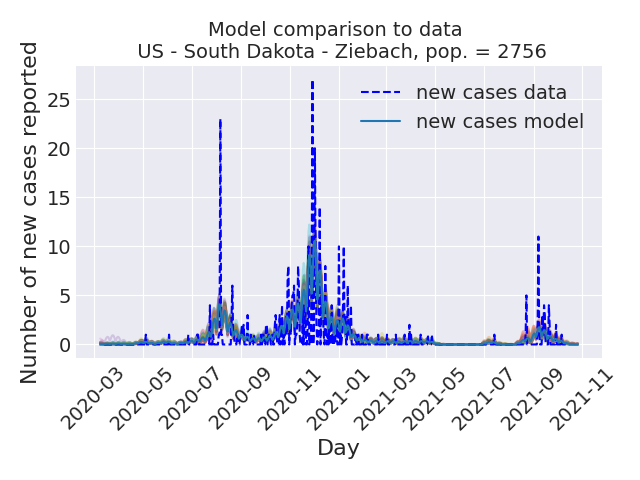 Model comparison to data
US - South Dakota - Ziebach, pop. = 2756
Number of new cases reported
25
20
15
10
5
0
new cases data
new cases model
2020-03
2020-05
2020-07
2020-09
2020-11
2021-01
2021-03
2021-05
2021-07
2021-09
2021-11
Day